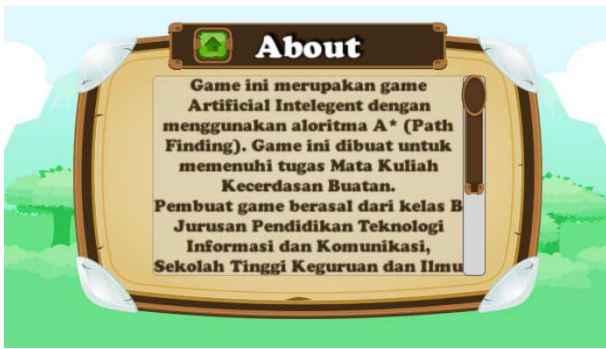 About
Game ini merupakan game
Artificial Intelegent dengan
menggunakan aloritma A* (Path
Finding). Game ini dibuat untuk
memenuhi tugas Mata Kuliah
Kecerdasan Buatan.
Pembuat game berasal dari kelas B
Jurusan Pendidikan Teknologi
Informasi dan Komunikasi,
Sekolah Tinggi Keguruan dan Ilmu